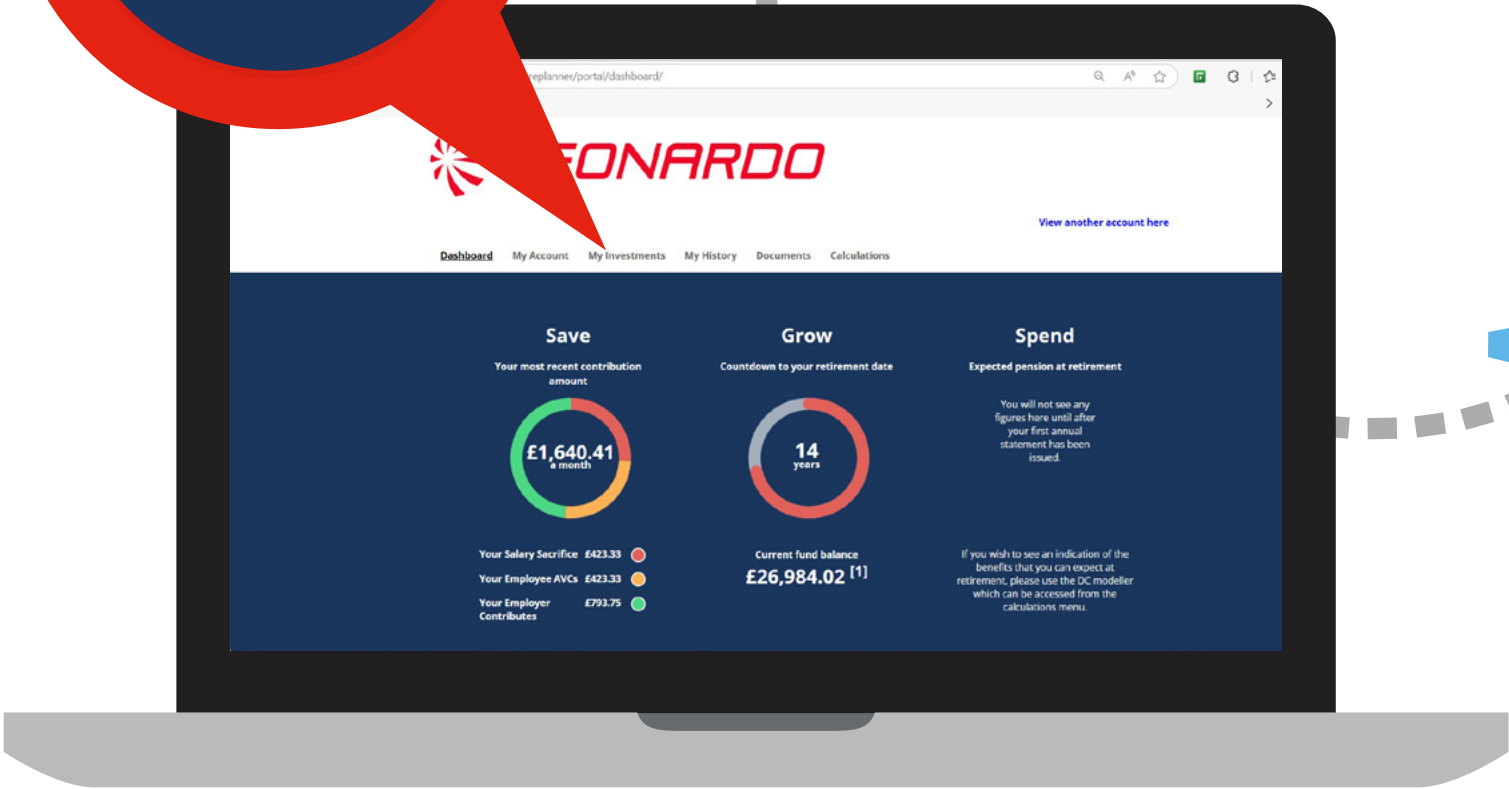 replanner/portal/dashboard/
EONARDO
View another account here
Dashboard My Account My Investments My History Documents Calculations
Save
Your most recent contribution
amount
£1,640.41
a month
Your Salary Sacrifice £423.33
Your Employee AVCs £423.33
Your Employer £793.75
Contributes
Grow
Countdown to your retirement date
14
years
Current fund balance
£26,984.02 [1]
Spend
Expected pension at retirement
You will not see any
figures here until after
your first annual
statement has been
issued.
If you wish to see an indication of the
benefits that you can expect at
retirement, please use the DC modeller
which can be accessed from the
calculations menu.